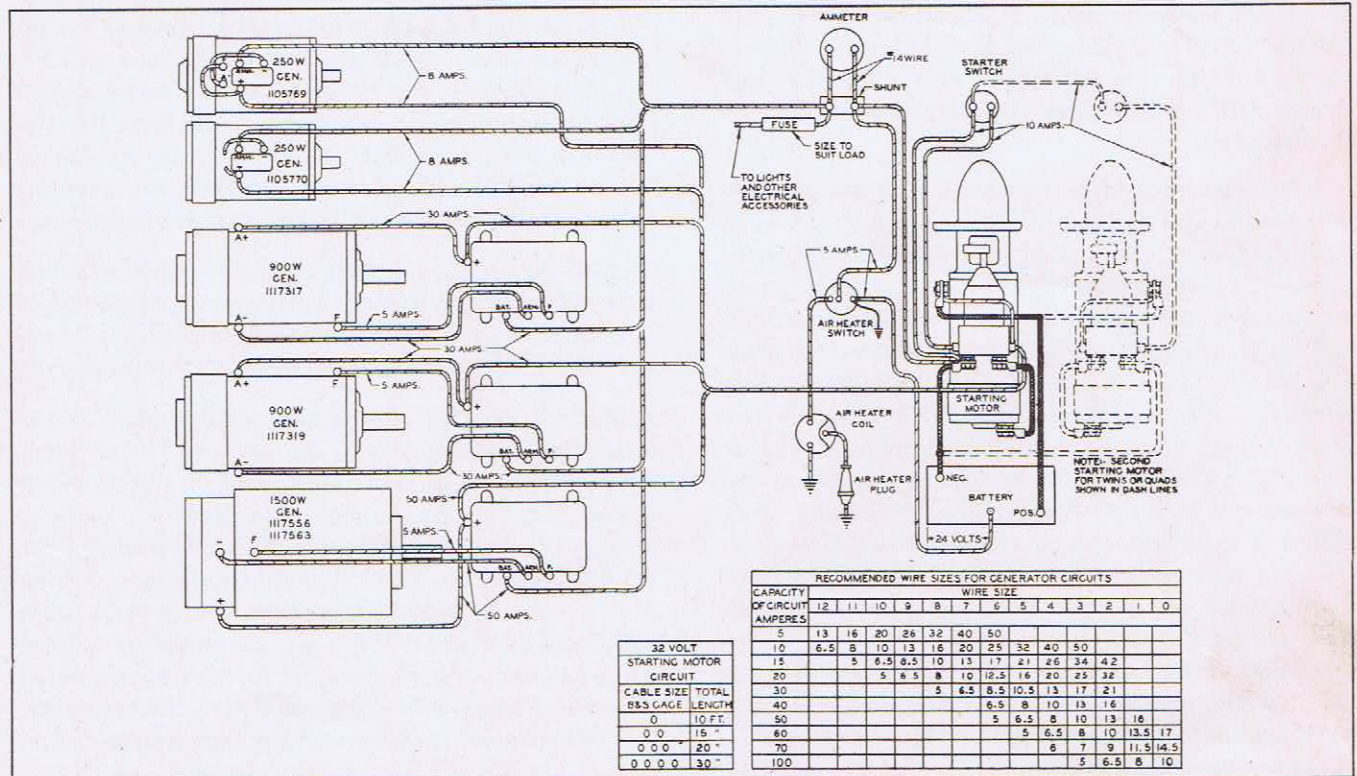 AMMETER
#14 WIRE
SHUNT
STARTER
SWITCH
10 AMPS.
FUSE
SIZE TO
SUIT LOAD
TO LIGHTS
AND OTHER
ELECTRICAL
ACCESSORIES
250W
GEN.
1105769
A
+
-
8 AMPS.
250W
GEN.
1105770
+
-
8 AMPS.
30 AMPS.
A+
900W
GEN.
1117317
A-
F
5 AMPS.
+
BAT. ARM. F.
30 AMPS.
A+
F
5 AMPS.
900W
GEN.
1117319
A-
+
BAT. ARM. F.
30 AMPS.
50 AMPS.
1500W
GEN.
1117556
1117563
-
F
+
5 AMPS.
+
BAT. ARM. F.
50 AMPS.
5 AMPS.
AIR HEATER
SWITCH
AIR HEATER
COIL
AIR HEATER
PLUG
STARTING
MOTOR
NEG.
BATTERY
POS.
24 VOLTS
NOTE:- SECOND
STARTING MOTOR
FOR TWINS OR QUADS
SHOWN IN DASH LINES
32 VOLT
STARTING MOTOR
CIRCUIT
CABLE SIZE B&S GAGE TOTAL LENGTH
0 10 FT.
0 0 15 "
0 0 0 20 "
0 0 0 0 30 "
RECOMMENDED WIRE SIZES FOR GENERATOR CIRCUITS
CAPACITY OF CIRCUIT AMPERES
WIRE SIZE
12 11 10 9 8 7 6 5 4 3 2 1 0
5 13 16 20 26 32 40 50
10 6.5 8 10 13 16 20 25 32 40 50
15 5 6.5 8.5 10 13 17 21 26 34 42
20 5 6.5 8 10 12.5 16 20 25 32
30 5 6.5 8.5 10.5 13 17 21
40 6.5 8 10 13 16
50 5 6.5 8 10 13 16
60 5 6.5 8 10 13.5 17
70 6 7 9 11.5 14.5
100 5 6.5 8 10